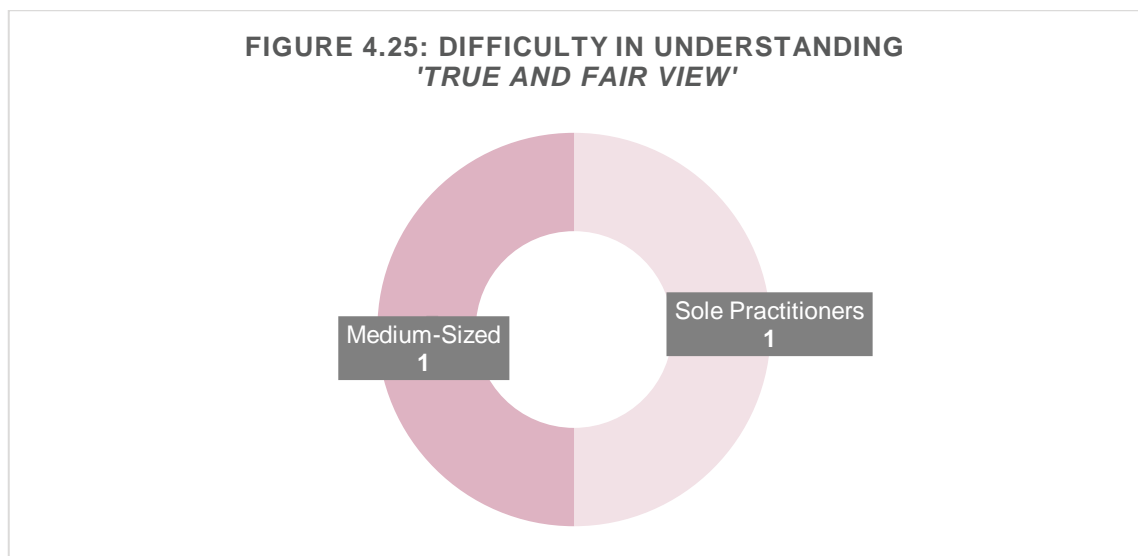 FIGURE 4.25: DIFFICULTY IN UNDERSTANDING
'TRUE AND FAIR VIEW'
Medium-Sized
1
Sole Practitioners
1